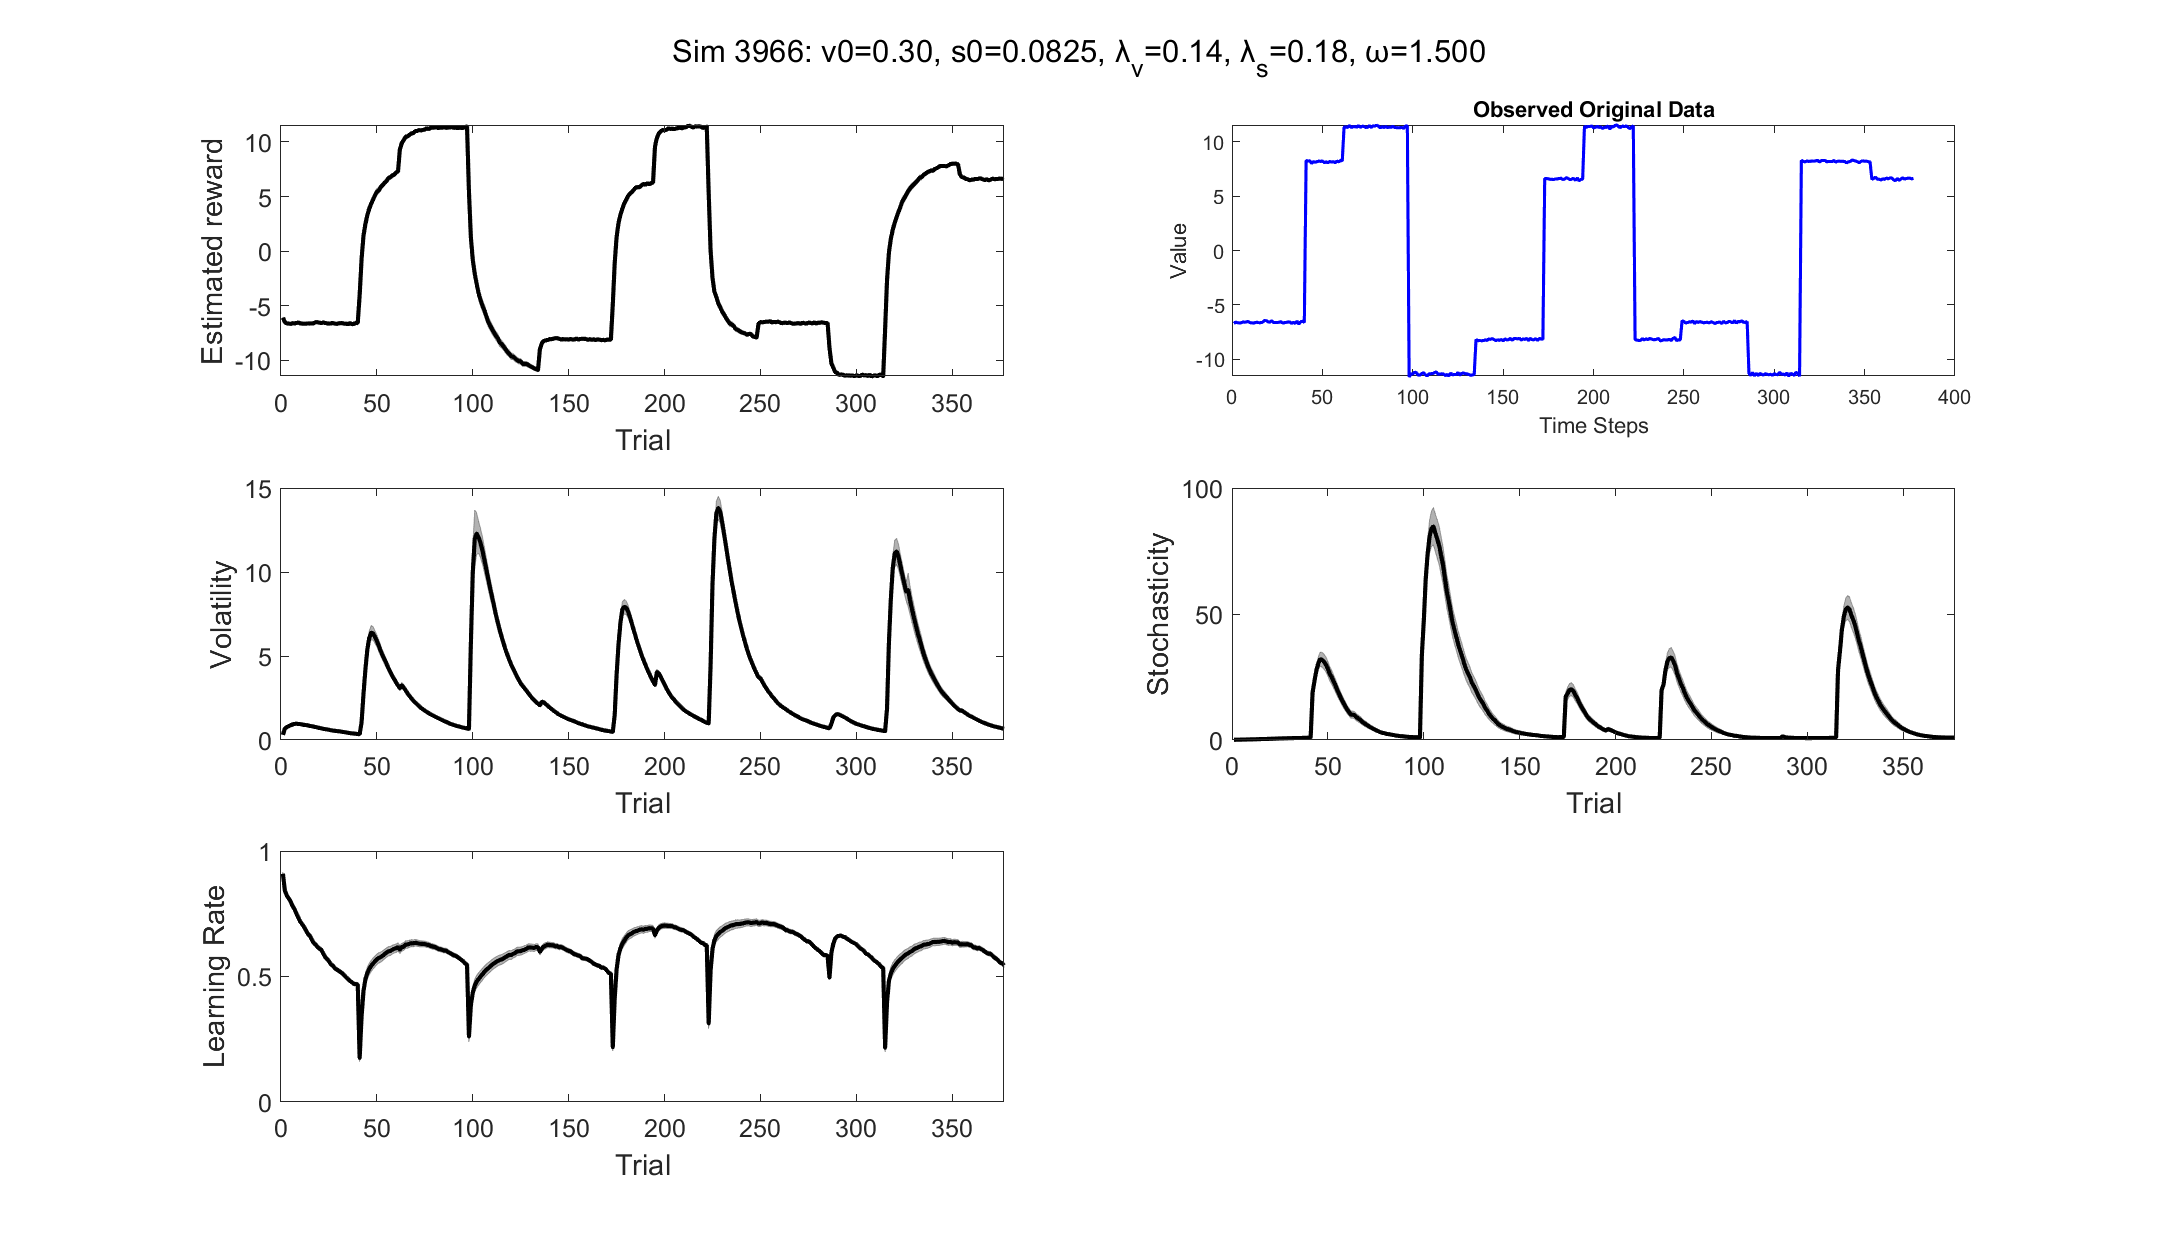 Sim 3966: v0=0.30, s0=0.0825, λ_v=0.14, λ_s=0.18, ω=1.500
Estimated reward
10
5
0
-5
-10
0 50 100 150 200 250 300 350
Trial
Observed Original Data
Value
10
5
0
-5
-10
0 50 100 150 200 250 300 350 400
Time Steps
Volatility
15
10
5
0
0 50 100 150 200 250 300 350
Trial
Stochasticity
100
50
0
0 50 100 150 200 250 300 350
Trial
Learning Rate
1
0.5
0
0 50 100 150 200 250 300 350
Trial